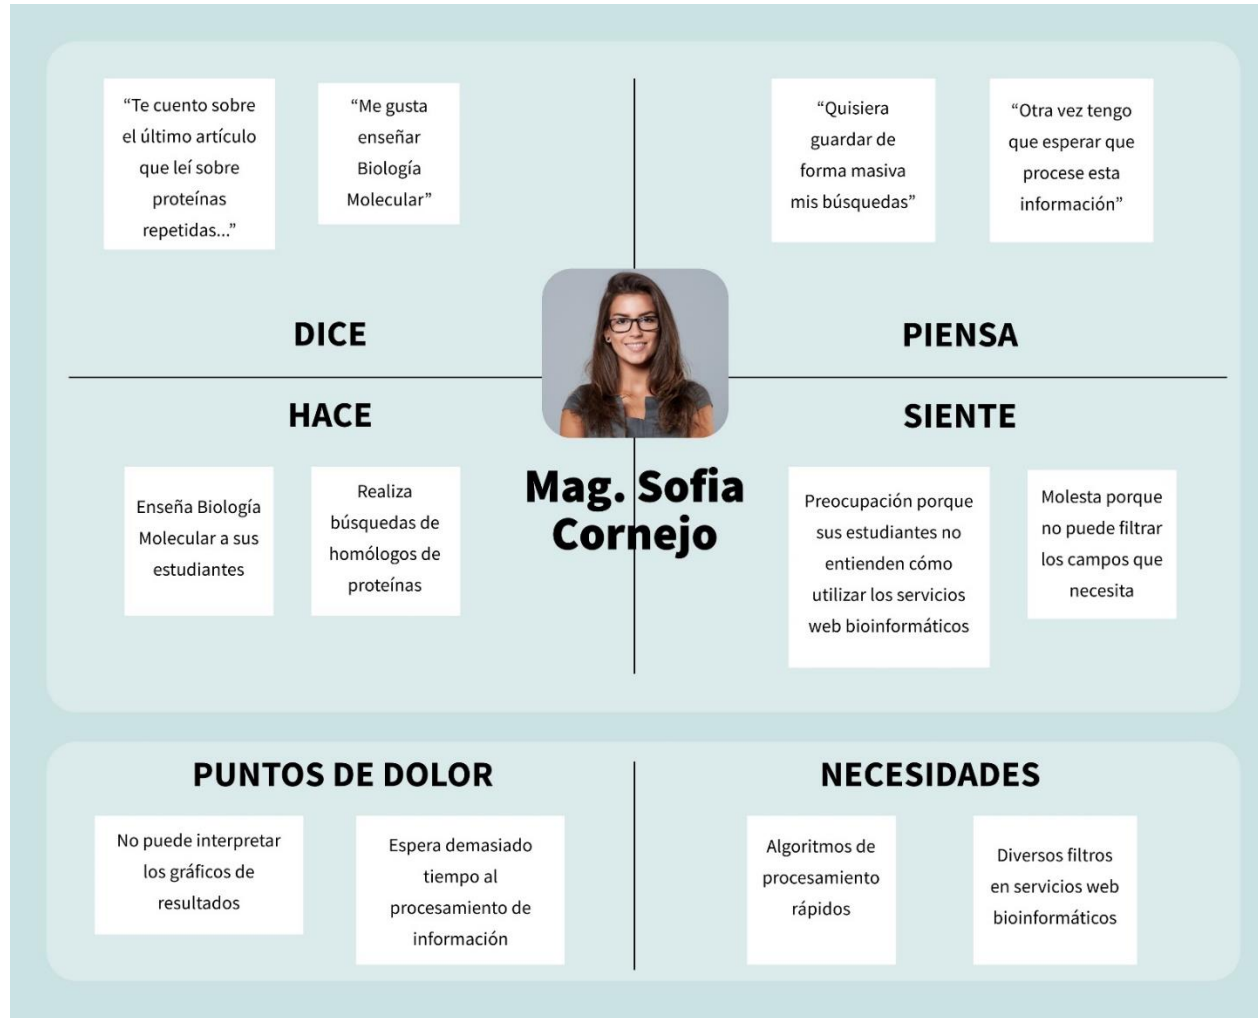 “Te cuento sobre
el último artículo
que leí sobre
proteínas
repetidas...”
“Me gusta
enseñar
Biología
Molecular”
DICE
“Quisiera
guardar de
forma masiva
mis búsquedas”
“Otra vez tengo
que esperar que
procese esta
información”
PIENSA
Mag. Sofia
Cornejo
HACE
Enseña Biología
Molecular a sus
estudiantes
Realiza
búsquedas de
homólogos de
proteínas
SIENTE
Preocupación porque
sus estudiantes no
entienden cómo
utilizar los servicios
web bioinformáticos
Molesta porque
no puede filtrar
los campos que
necesita
PUNTOS DE DOLOR
No puede interpretar
los gráficos de
resultados
Espera demasiado
tiempo al
procesamiento de
información
NECESIDADES
Algoritmos de
procesamiento
rápidos
Diversos filtros
en servicios web
bioinformáticos